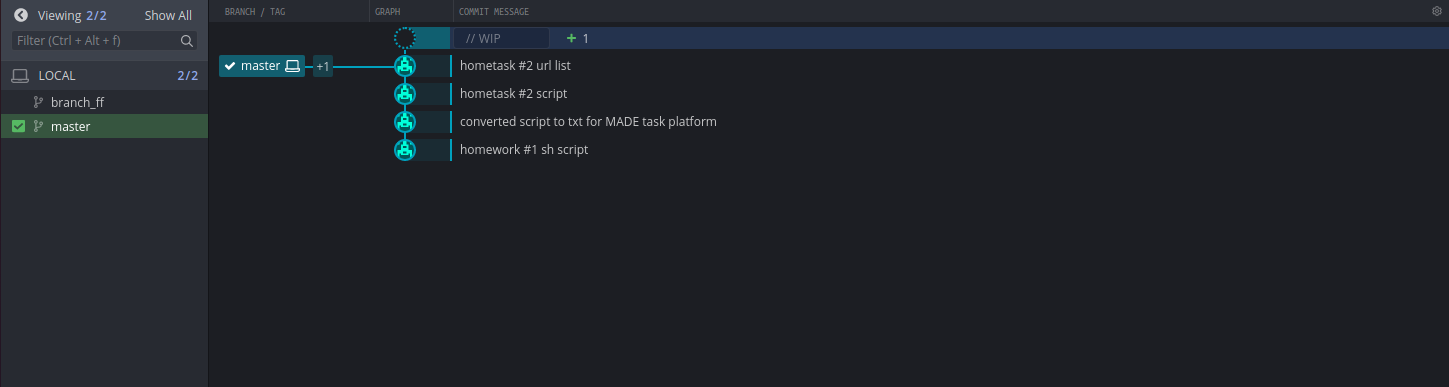 Viewing 2/2 Show All
Filter (Ctrl + Alt + f)
LOCAL 2/2
branch_ff
master
BRANCH / TAG GRAPH COMMIT MESSAGE
// WIP + 1
master +1 hometask #2 url list
hometask #2 script
converted script to txt for MADE task platform
homework #1 sh script